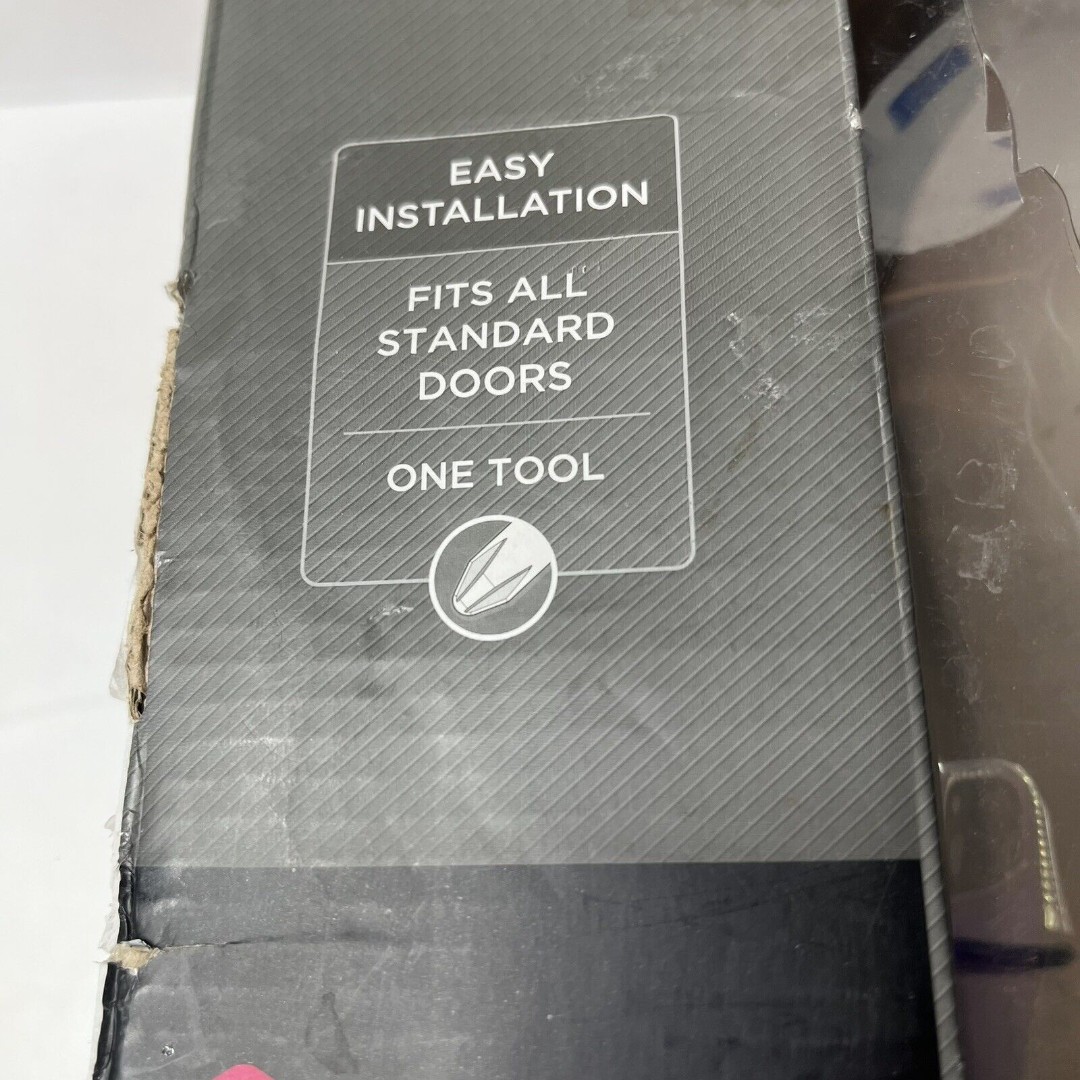 EASY
INSTALLATION
FITS ALL
STANDARD
DOORS
ONE TOOL